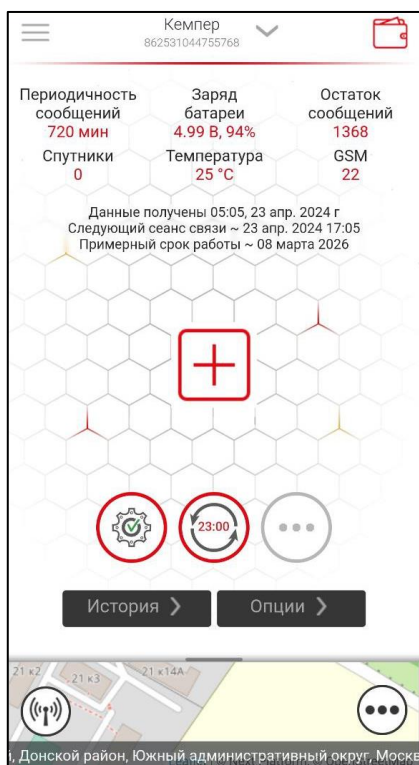 Кемпер
862531044755768
Периодичность сообщений
720 мин
Заряд батареи
4.99 В, 94%
Остаток сообщений
1368
Спутники
0
Температура
25 °C
GSM
22
Данные получены 05:05, 23 апр. 2024 г
Следующий сеанс связи ~ 23 апр. 2024 17:05
Примерный срок работы ~ 08 марта 2026
23:00
История
Опции
21 к2
21 к3
21 к14А
, Донской район, Южный административный округ, Москв